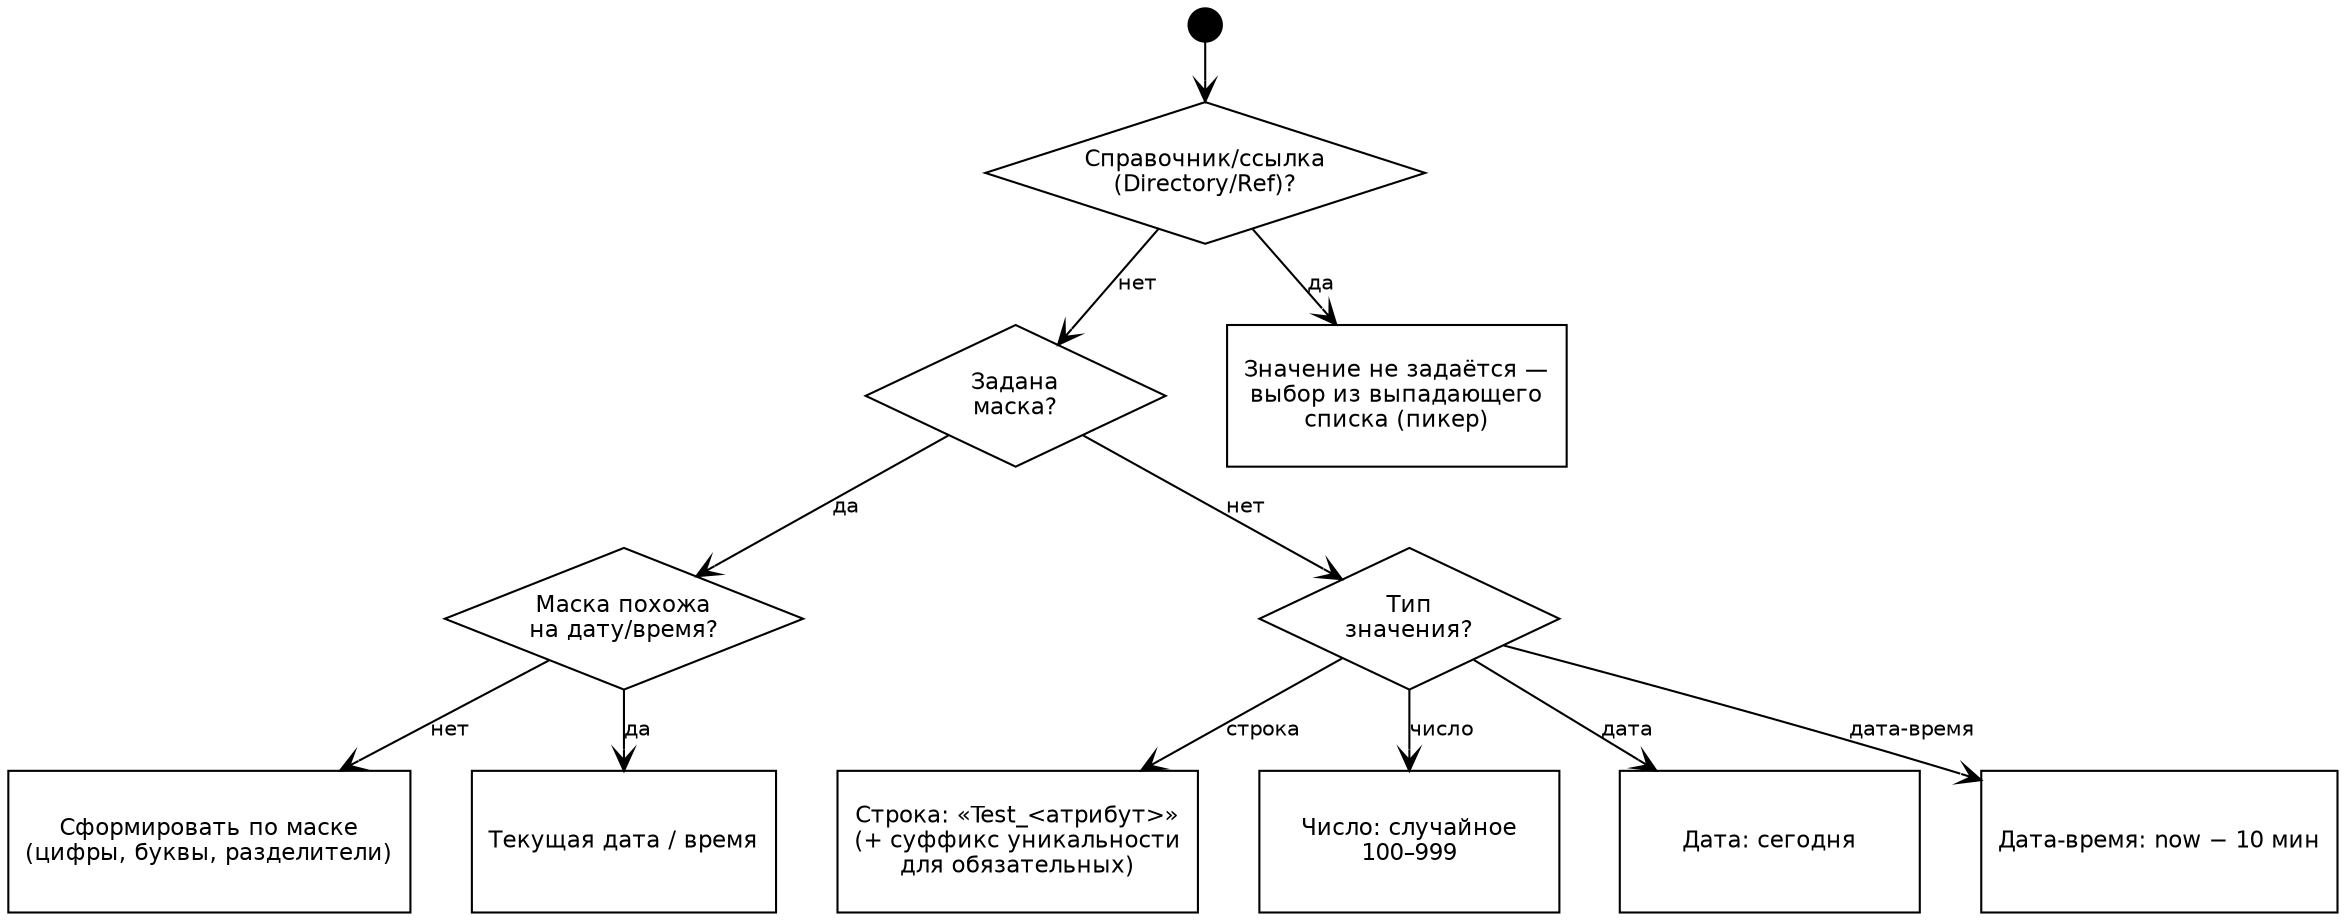 Справочник/ссылка
(Directory/Ref)?
нет
да
Задана
маска?
Значение не задаётся —
выбор из выпадающего
списка (пикер)
да
нет
Маска похожа
на дату/время?
Тип
значения?
нет
да
строка
число
дата
дата-время
Сформировать по маске
(цифры, буквы, разделители)
Текущая дата / время
Строка: «Test_<атрибут>»
(+ суффикс уникальности
для обязательных)
Число: случайное
100–999
Дата: сегодня
Дата-время: now − 10 мин